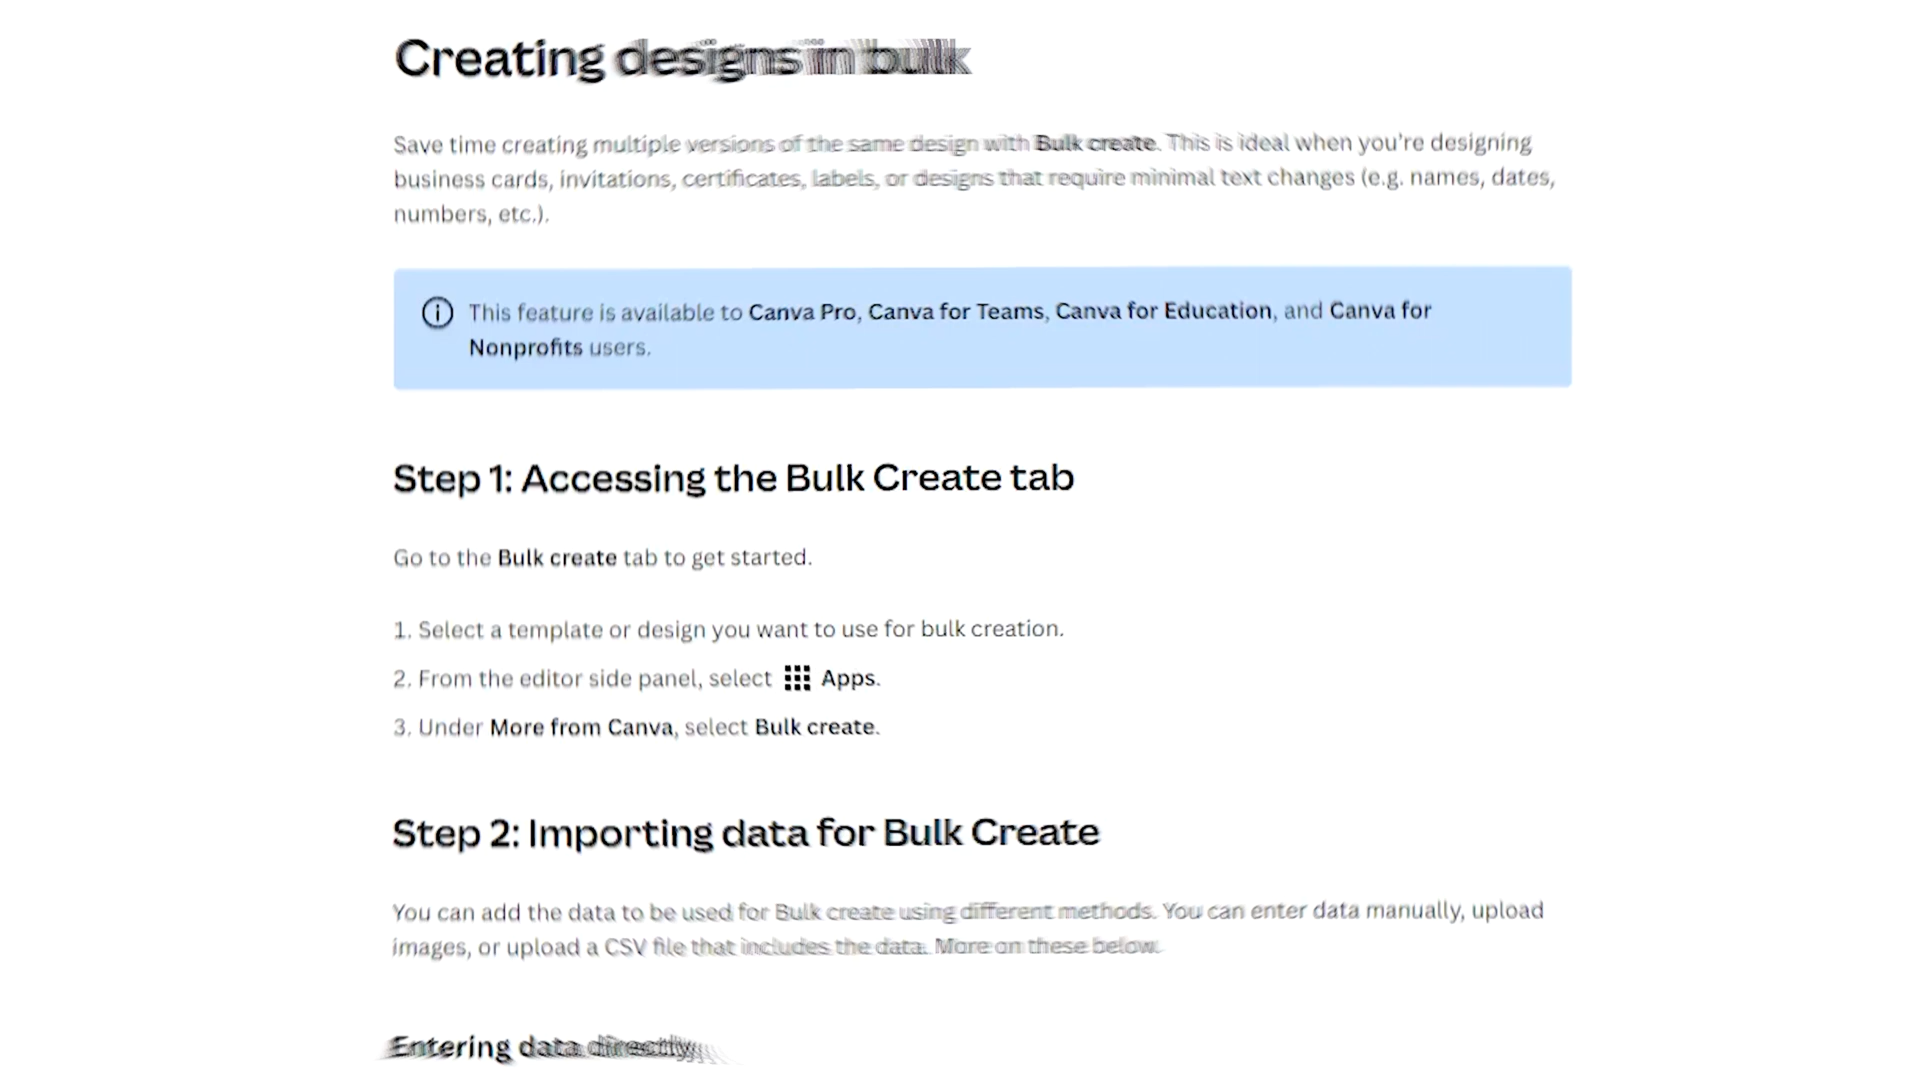 Creating designs in bulk
Save time creating multiple versions of the same design with Bulk create. This is ideal when you're designing
business cards, invitations, certificates, labels, or designs that require minimal text changes (e.g. names, dates,
numbers, etc.).
This feature is available to Canva Pro, Canva for Teams, Canva for Education, and Canva for
Nonprofits users.
Step 1: Accessing the Bulk Create tab
Go to the Bulk create tab to get started.
1. Select a template or design you want to use for bulk creation.
2. From the editor side panel, select Apps.
3. Under More from Canva, select Bulk create.
Step 2: Importing data for Bulk Create
You can add the data to be used for Bulk create using different methods. You can enter data manually, upload
images, or upload a CSV file that includes the data. More on these below.
Entering data directly